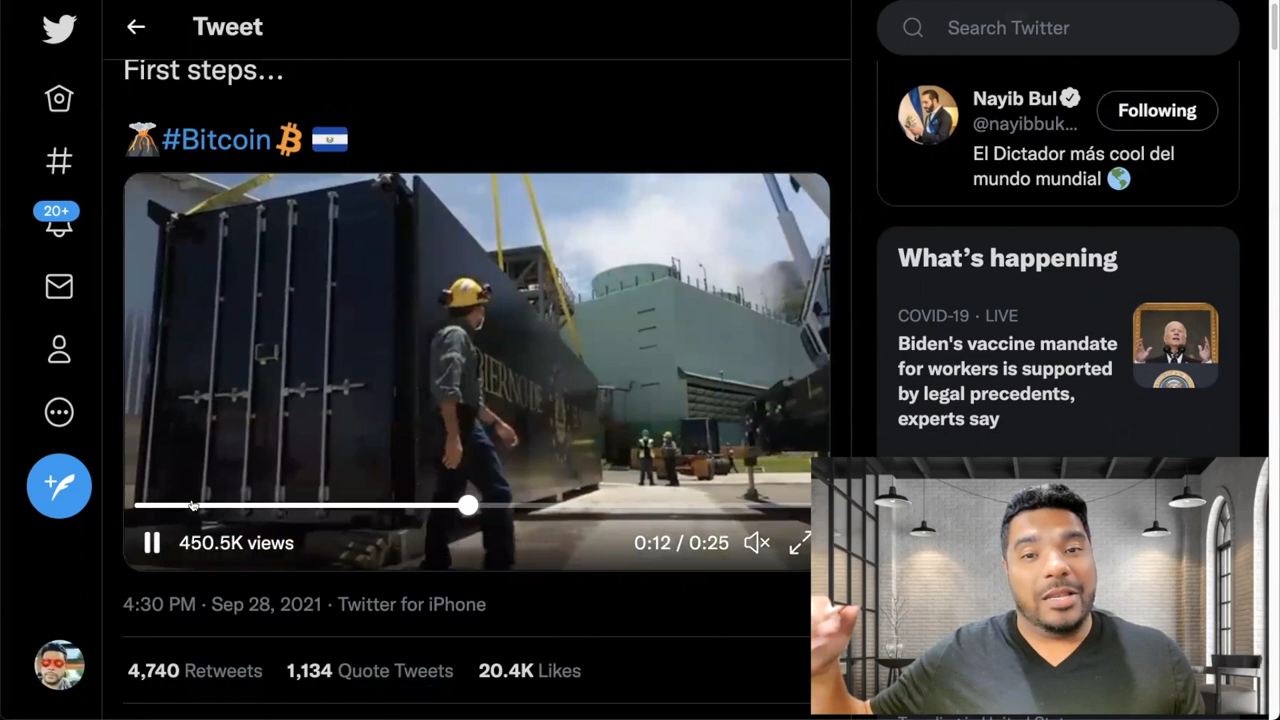 Tweet
Search Twitter
First steps...
#Bitcoin
Nayib Bul
@nayibbuk...
Following
El Dictador más cool del
mundo mundial
20+
What's happening
COVID-19 · LIVE
Biden's vaccine mandate
for workers is supported
by legal precedents,
experts say
450.5K views
0:12 / 0:25
4:30 PM · Sep 28, 2021 · Twitter for iPhone
4,740 Retweets 1,134 Quote Tweets 20.4K Likes